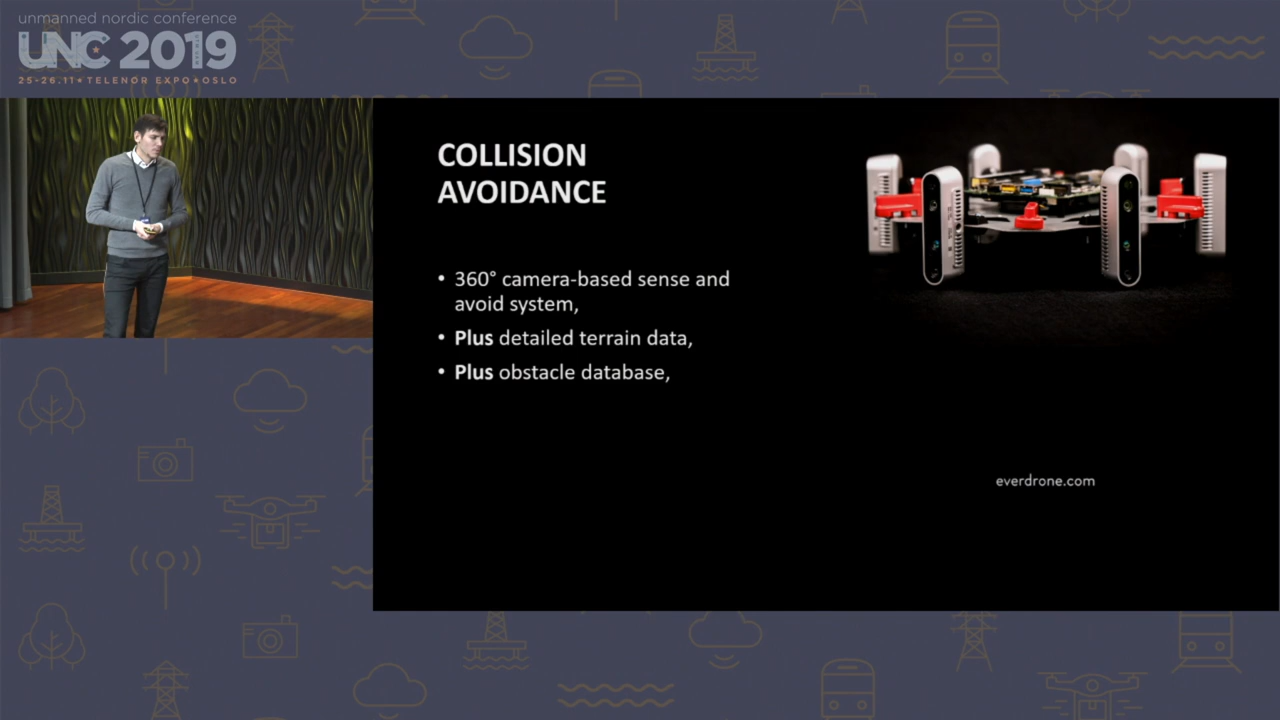 unmanned nordic conference
UNC 2019
25-26.11★TELENOR EXPO★OSLO
COLLISION
AVOIDANCE
• 360° camera-based sense and
avoid system,
• Plus detailed terrain data,
• Plus obstacle database,
everdrone.com